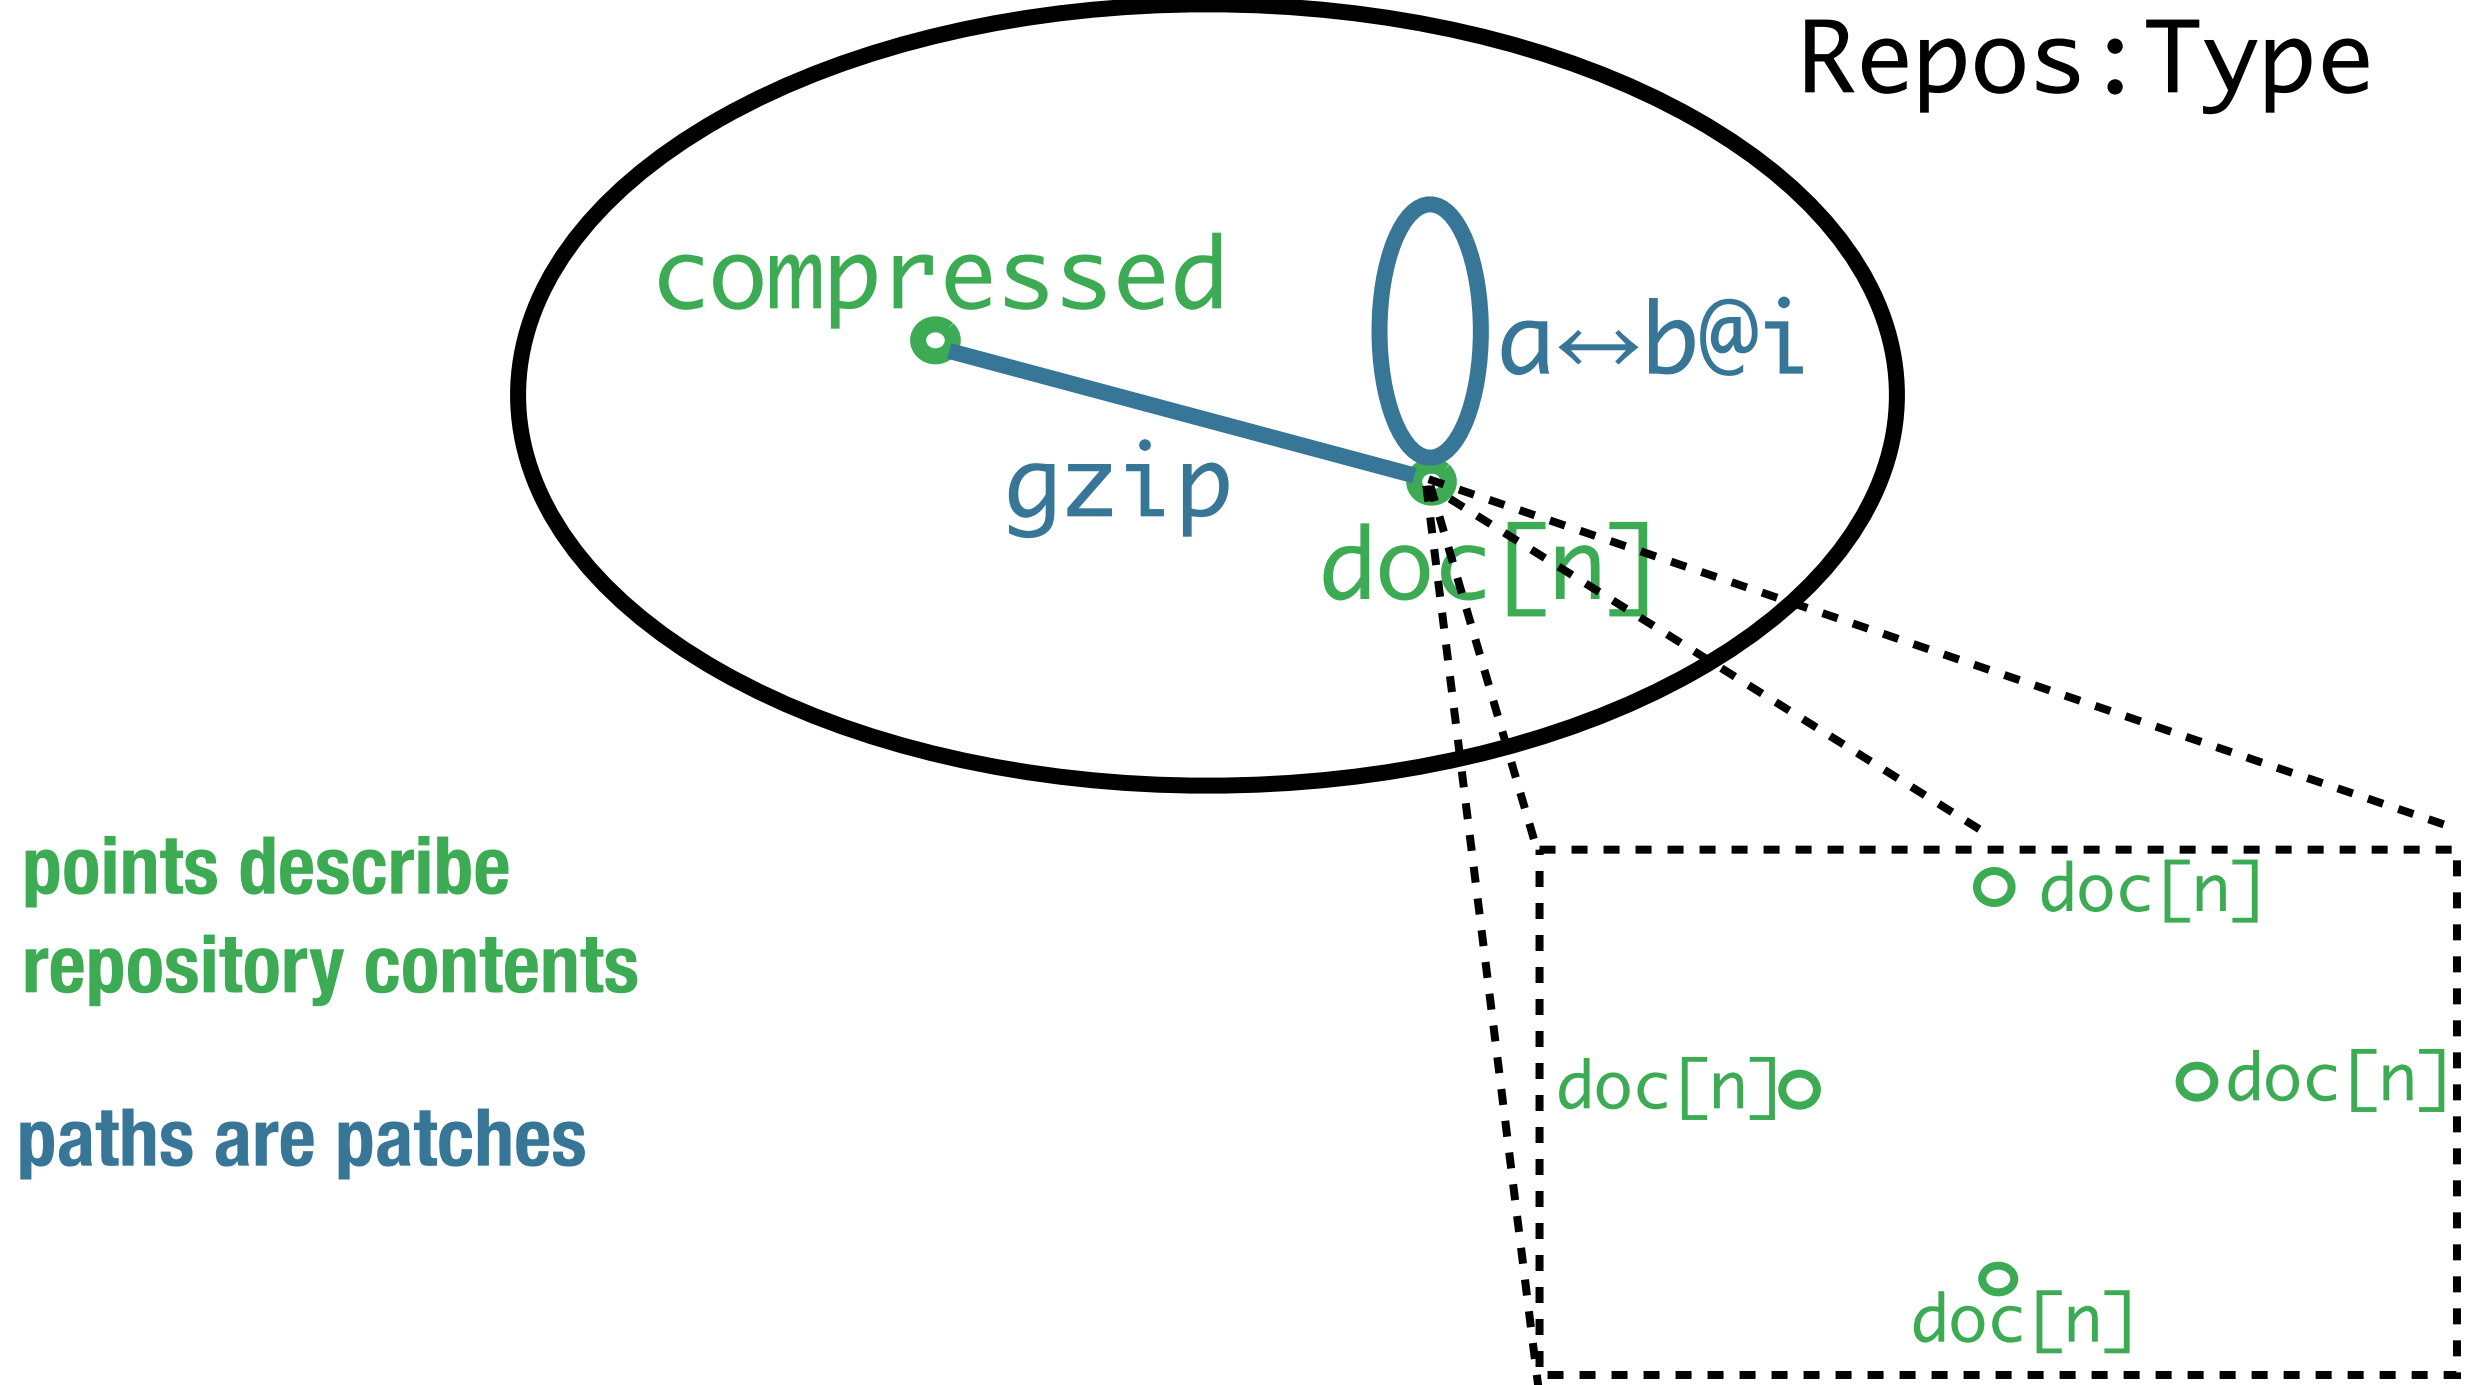 Repos:Type
compressed
a↔b@i
gzip
doc[n]
points describe
repository contents
paths are patches
doc[n]
doc[n]
doc[n]
doc[n]